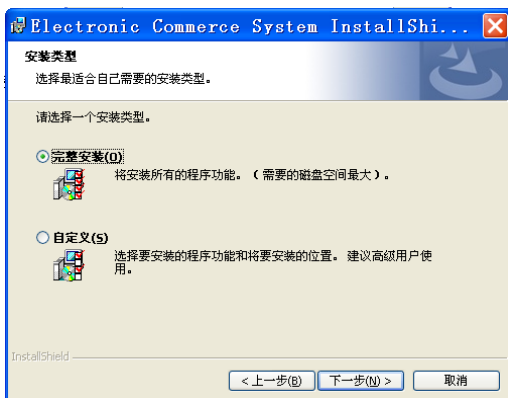 Electronic Commerce System InstallShi...
安装类型
选择最适合自己需要的安装类型。
请选择一个安装类型。
完整安装(O)
将安装所有的程序功能。（需要的磁盘空间最大）。
自定义(S)
选择要安装的程序功能和将要安装的位置。 建议高级用户使
用。
InstallShield
<上一步(B) 下一步(N) > 取消